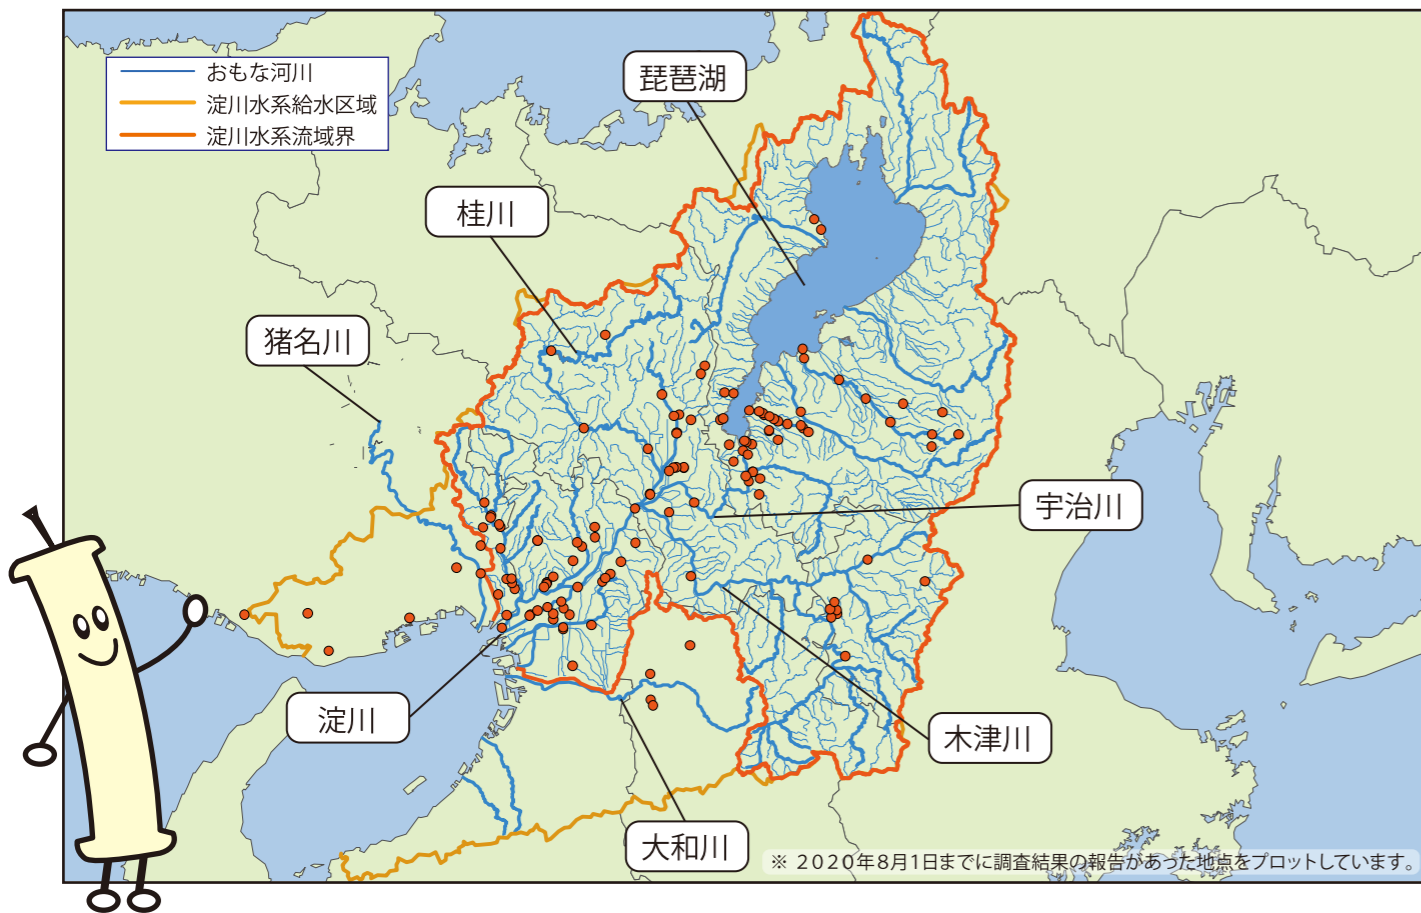 おもな河川
淀川水系給水区域
淀川水系流域界
琵琶湖
桂川
猪名川
宇治川
淀川
木津川
大和川
※ 2020年8月1日までに調査結果の報告があった地点をプロットしています。